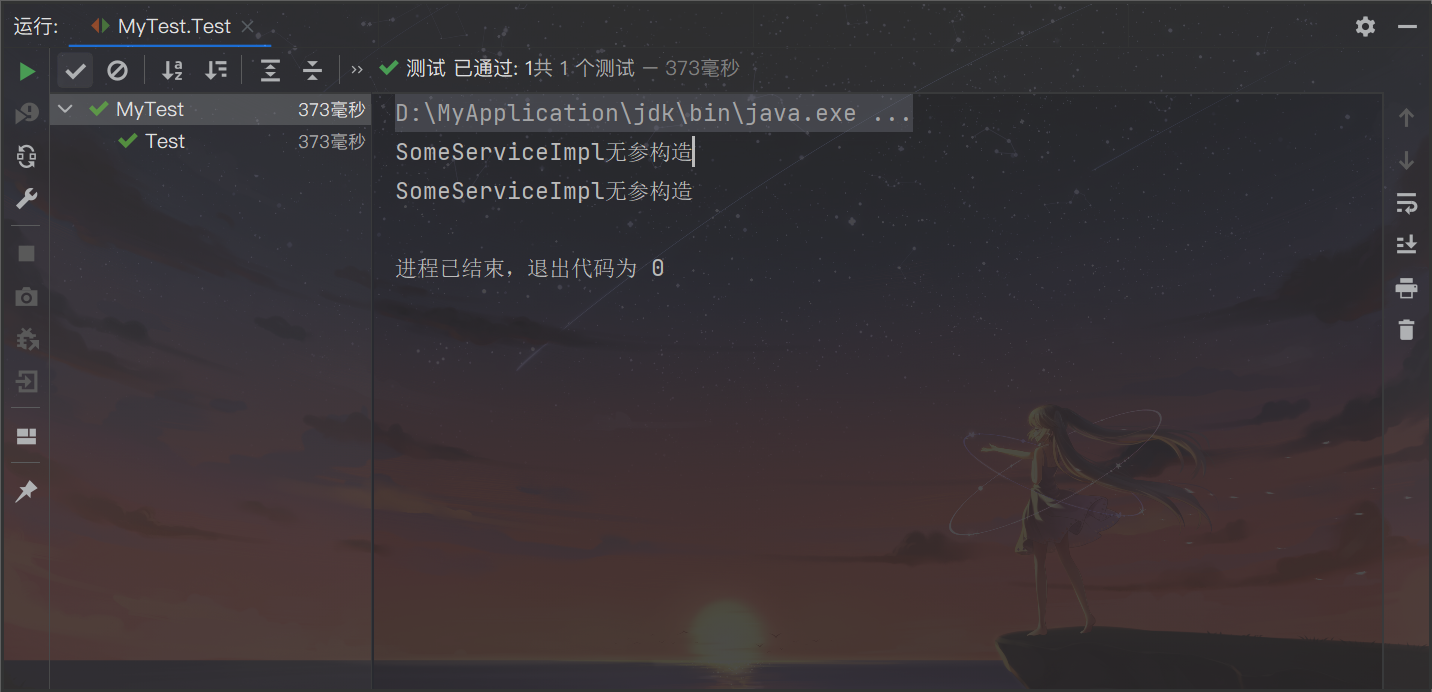 运行: MyTest.Test
测试 已通过: 1共 1 个测试 – 373毫秒
MyTest 373毫秒
Test 373毫秒
D:\MyApplication\jdk\bin\java.exe ...
SomeServiceImpl无参构造
SomeServiceImpl无参构造
进程已结束，退出代码为 0